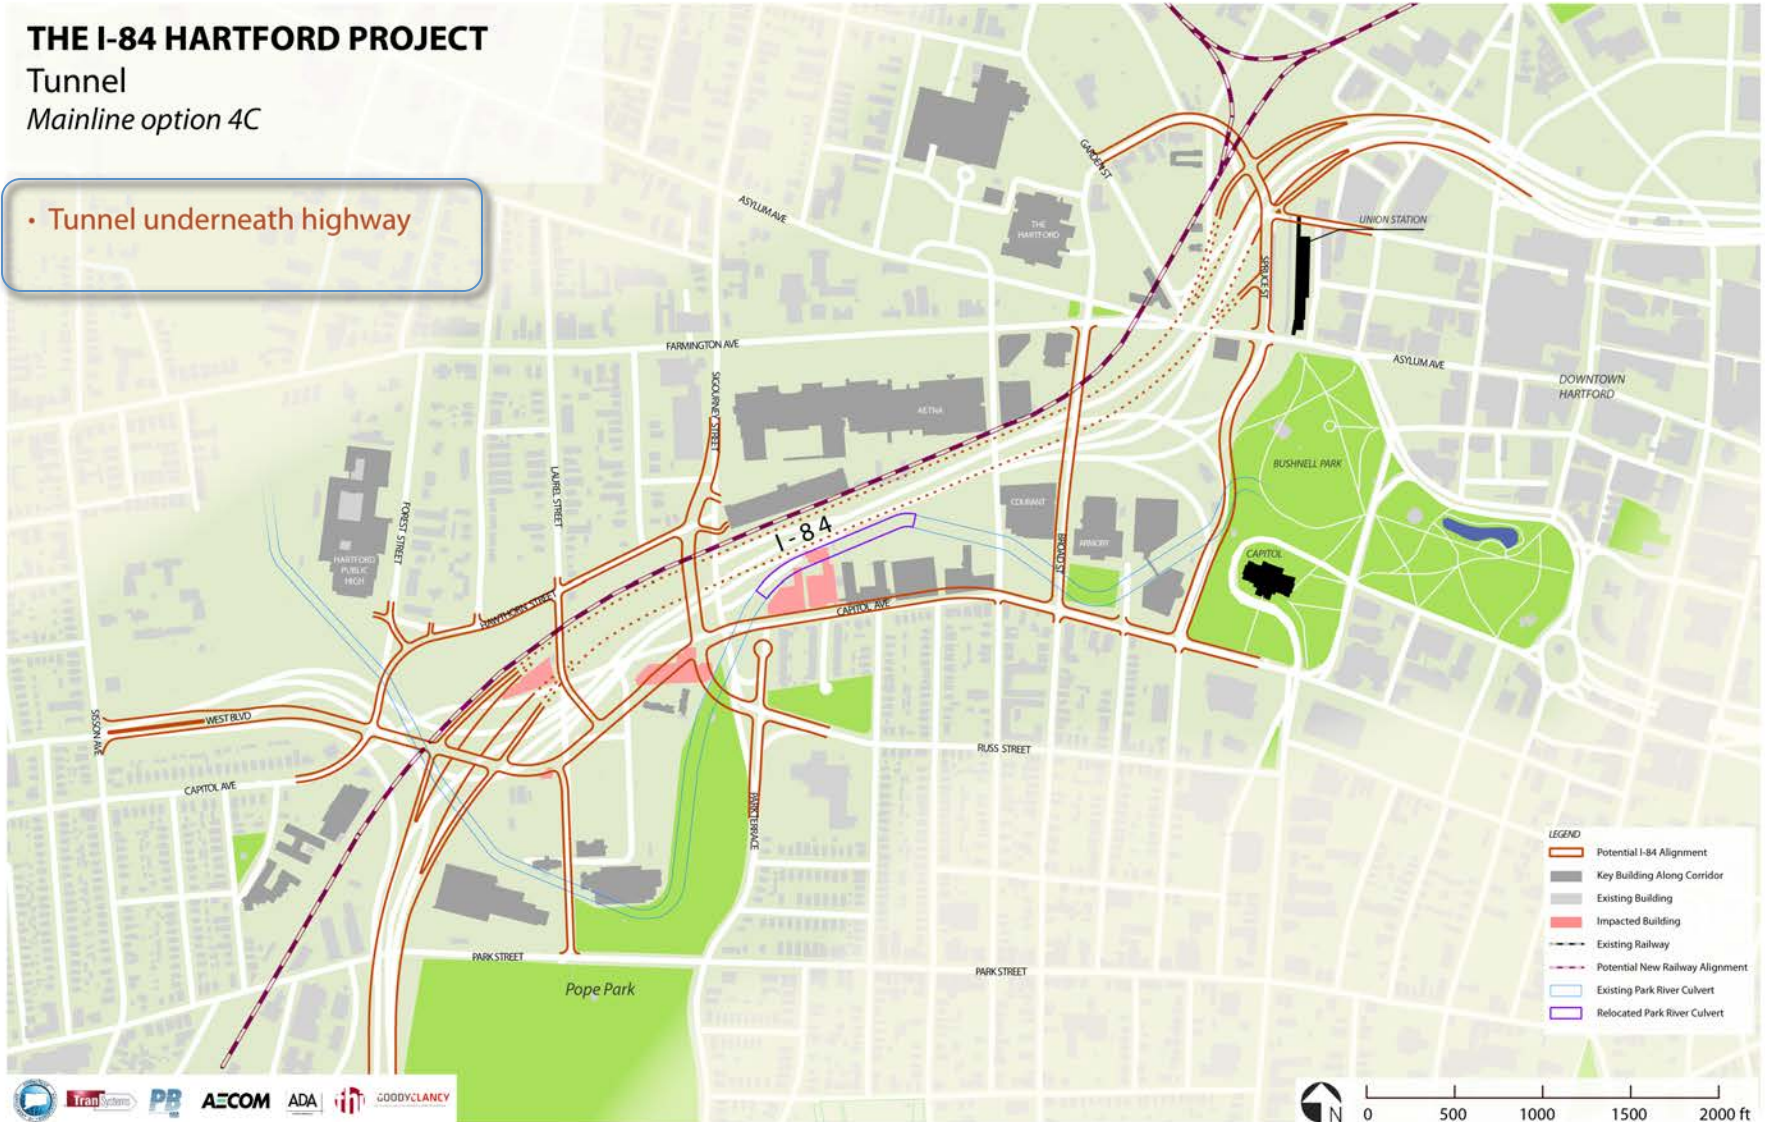 THE I-84 HARTFORD PROJECT
Tunnel
Mainline option 4C
• Tunnel underneath highway
GARDEN ST
ASYLUM AVE
THE
HARTFORD
UNION STATION
SPRUCE ST
FARMINGTON AVE
ASYLUM AVE
DOWNTOWN
HARTFORD
SIGOURNEY STREET
AETNA
BUSHNELL PARK
LAUREL STREET
FOREST STREET
COURANT
I-84
BROAD ST
ARMORY
CAPITOL
HARTFORD
PUBLIC
HIGH
HAWTHORN STREET
CAPITOL AVE
SISSON AVE
WEST BLVD
RUSS STREET
CAPITOL AVE
PARK TERRACE
PARK STREET
PARK STREET
Pope Park
LEGEND
Potential I-84 Alignment
Key Building Along Corridor
Existing Building
Impacted Building
Existing Railway
Potential New Railway Alignment
Existing Park River Culvert
Relocated Park River Culvert
TranSystems
PB
AECOM
ADA
fhi
GOODYCLANCY
N
0 500 1000 1500 2000 ft